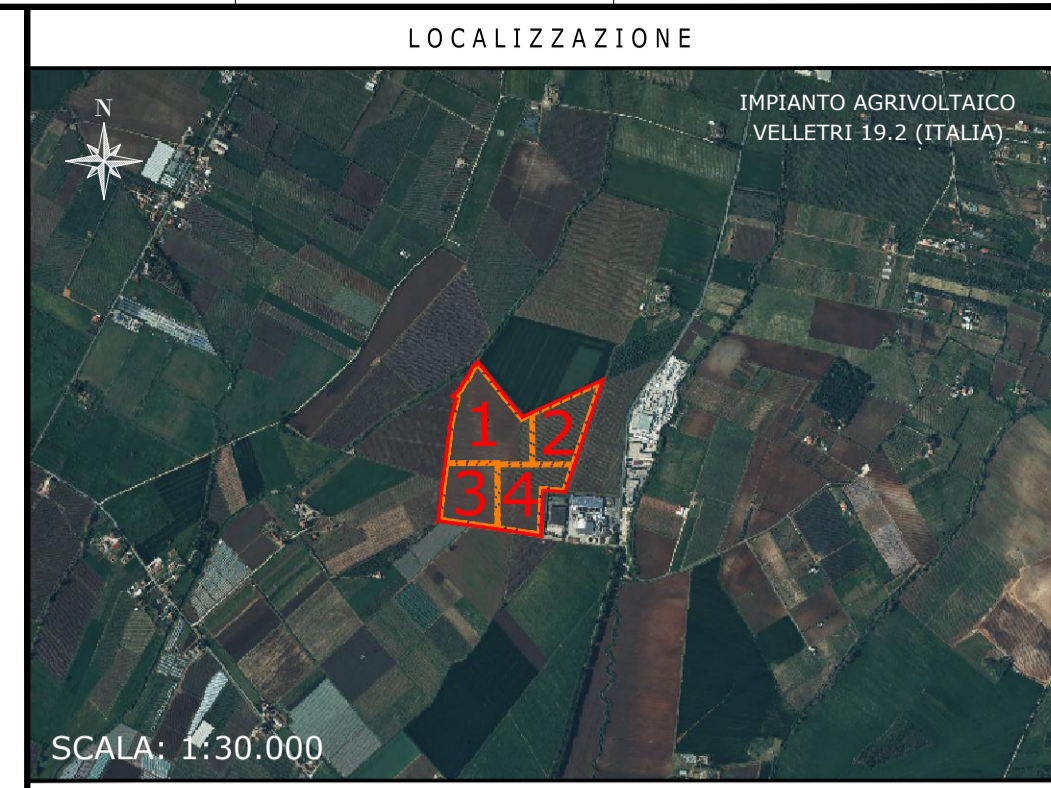 LOCALIZZAZIONE
N
IMPIANTO AGRIVOLTAICO
VELLETRI 19.2 (ITALIA)
1
2
3
4
SCALA: 1:30.000